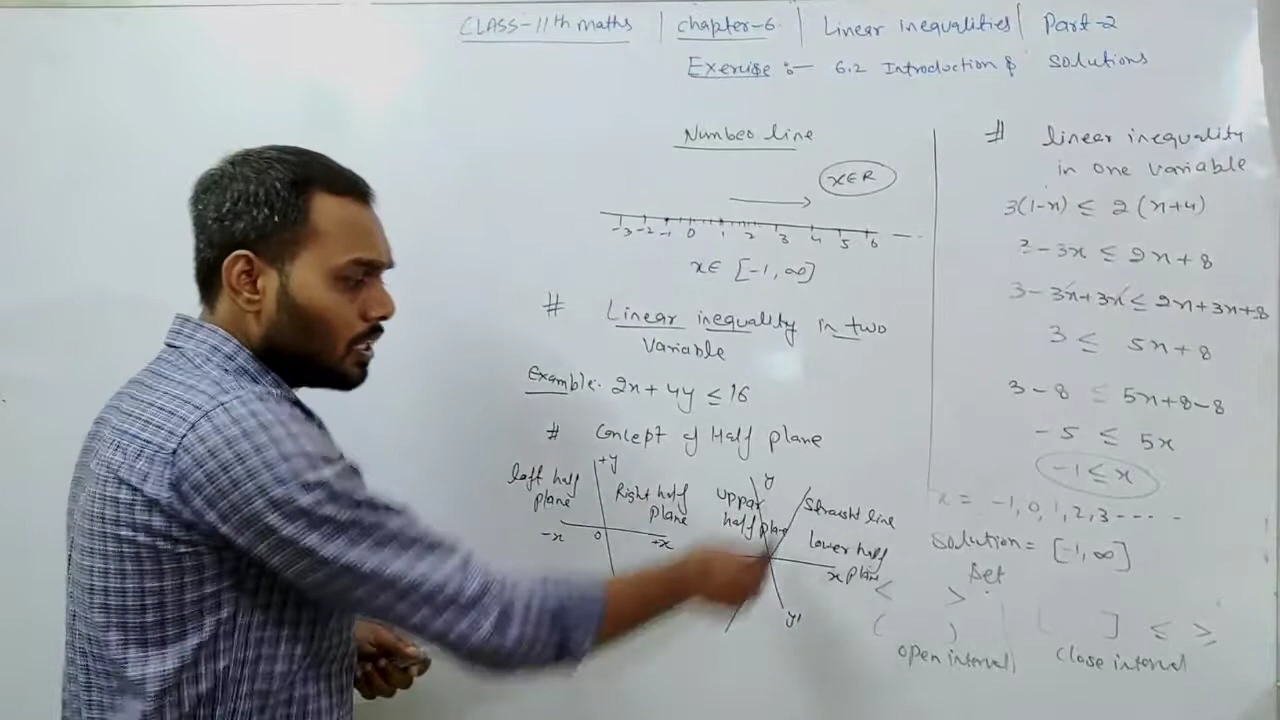 CLASS-11th maths | chapter-6 | Linear inequalities | Part-2
Exercise :- 6.2 Introduction & Solutions
Number line
x∈R
-3 -2 -1 0 1 2 3 4 5 6
x∈ [-1, ∞]
# Linear inequality in two
Variable
Example. 2x + 4y ≤ 16
# Concept of Half plane
+y
left half
plane
Right half
plane
-x 0 +x
y
Uppar
half plane
Straight line
lower half
plane
x
y'
# linear inequality
in one variable
3(1-x) ≤ 2(x+4)
3 - 3x ≤ 2x + 8
3 - 3x + 3x ≤ 2x + 3x + 8
3 ≤ 5x + 8
3 - 8 ≤ 5x + 8 - 8
-5 ≤ 5x
-1 ≤ x
x = -1, 0, 1, 2, 3 - - - - -
Solution = [-1, ∞]
Set
< >
( ) [ ] ≤ ≥
open interval close interval